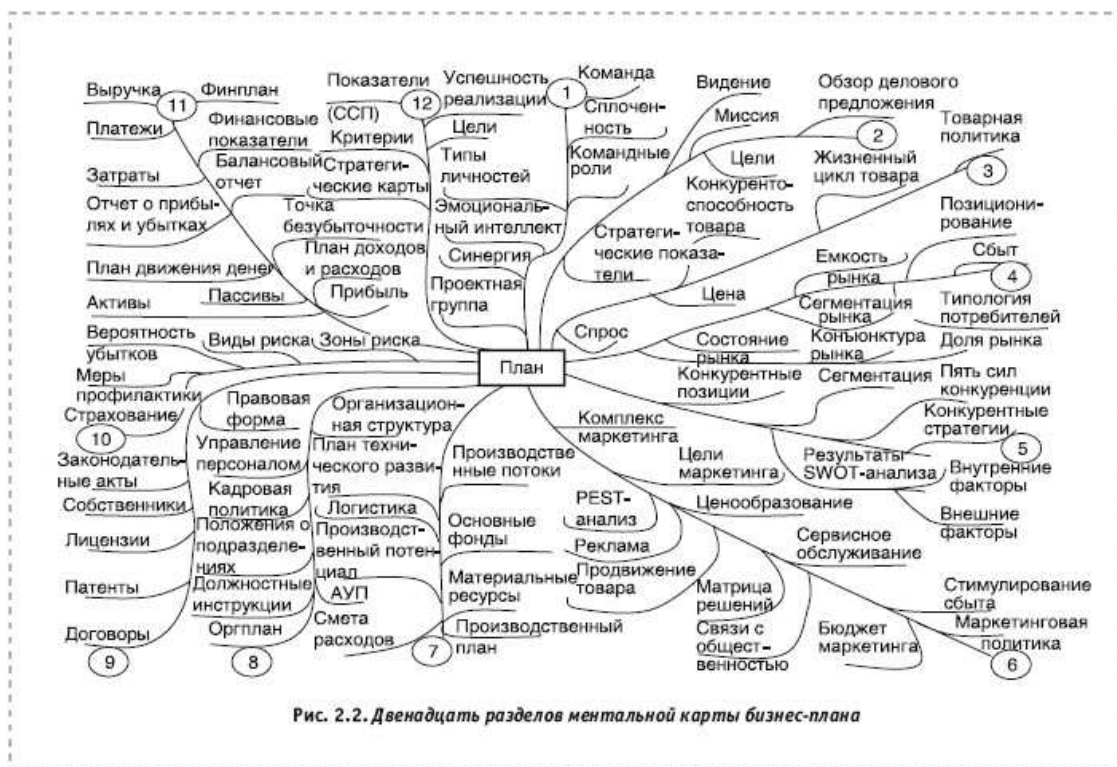 Выручка
11
Финплан
Платежи
Финансовые
показатели
Затраты
Балансовый
отчет
Отчет о прибы-
лях и убытках
Точка
безубыточности
План движения денег
План доходов
и расходов
Активы
Пассивы
Прибыль
Показатели
(ССП)
12
Успешность
реализации
Критерии
Цели
Стратеги-
ческие карты
Типы
личностей
Эмоциональ-
ный интеллект
Синергия
Проектная
группа
1
Команда
Сплочен-
ность
Командные
роли
Видение
Миссия
Обзор делового
предложения
2
Цели
Стратеги-
ческие показа-
тели
Конкуренто-
способность
товара
Жизненный
цикл товара
Товарная
политика
3
Цена
Спрос
Позициони-
рование
Сбыт
4
Емкость
рынка
Сегментация
рынка
Типология
потребителей
Состояние
рынка
Конъюнктура
рынка
Доля рынка
План
Конкурентные
позиции
Сегментация
Пять сил
конкуренции
Конкурентные
стратегии
5
Результаты
SWOT-анализа
Внутренние
факторы
Внешние
факторы
Комплекс
маркетинга
Цели
маркетинга
PEST-
анализ
Ценообразование
Реклама
Сервисное
обслуживание
Продвижение
товара
Матрица
решений
Связи с
общест-
венностью
Бюджет
маркетинга
Стимулирование
сбыта
Маркетинговая
политика
6
Производстве
нные потоки
Основные
фонды
Материальные
ресурсы
Производственный
план
7
Смета
расходов
Организацион-
ная структура
План техни-
ческого разви-
тия
Логистика
Производст-
венный потен-
циал
АУП
Правовая
форма
Управление
персоналом
Кадровая
политика
Положения о
подразделе-
ниях
Должностные
инструкции
Оргплан
8
Законодатель-
ные акты
Собственники
Лицензии
Патенты
Договоры
9
Вероятность
убытков
Виды риска
Зоны риска
Меры
профилактики
Страхование
10
Рис. 2.2. Двенадцать разделов ментальной карты бизнес-плана